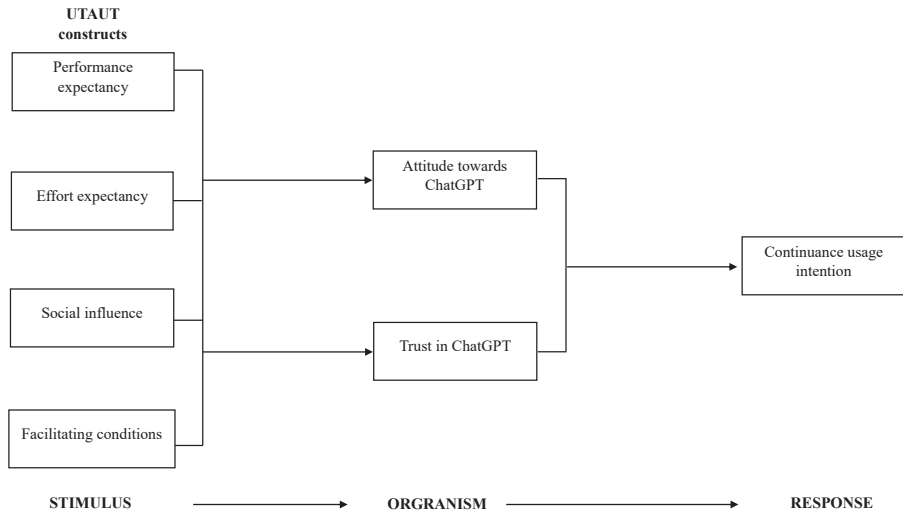 UTAUT
constructs
Performance
expectancy
Effort expectancy
Social influence
Facilitating conditions
Attitude towards
ChatGPT
Trust in ChatGPT
Continuance usage
intention
STIMULUS
ORGRANISM
RESPONSE